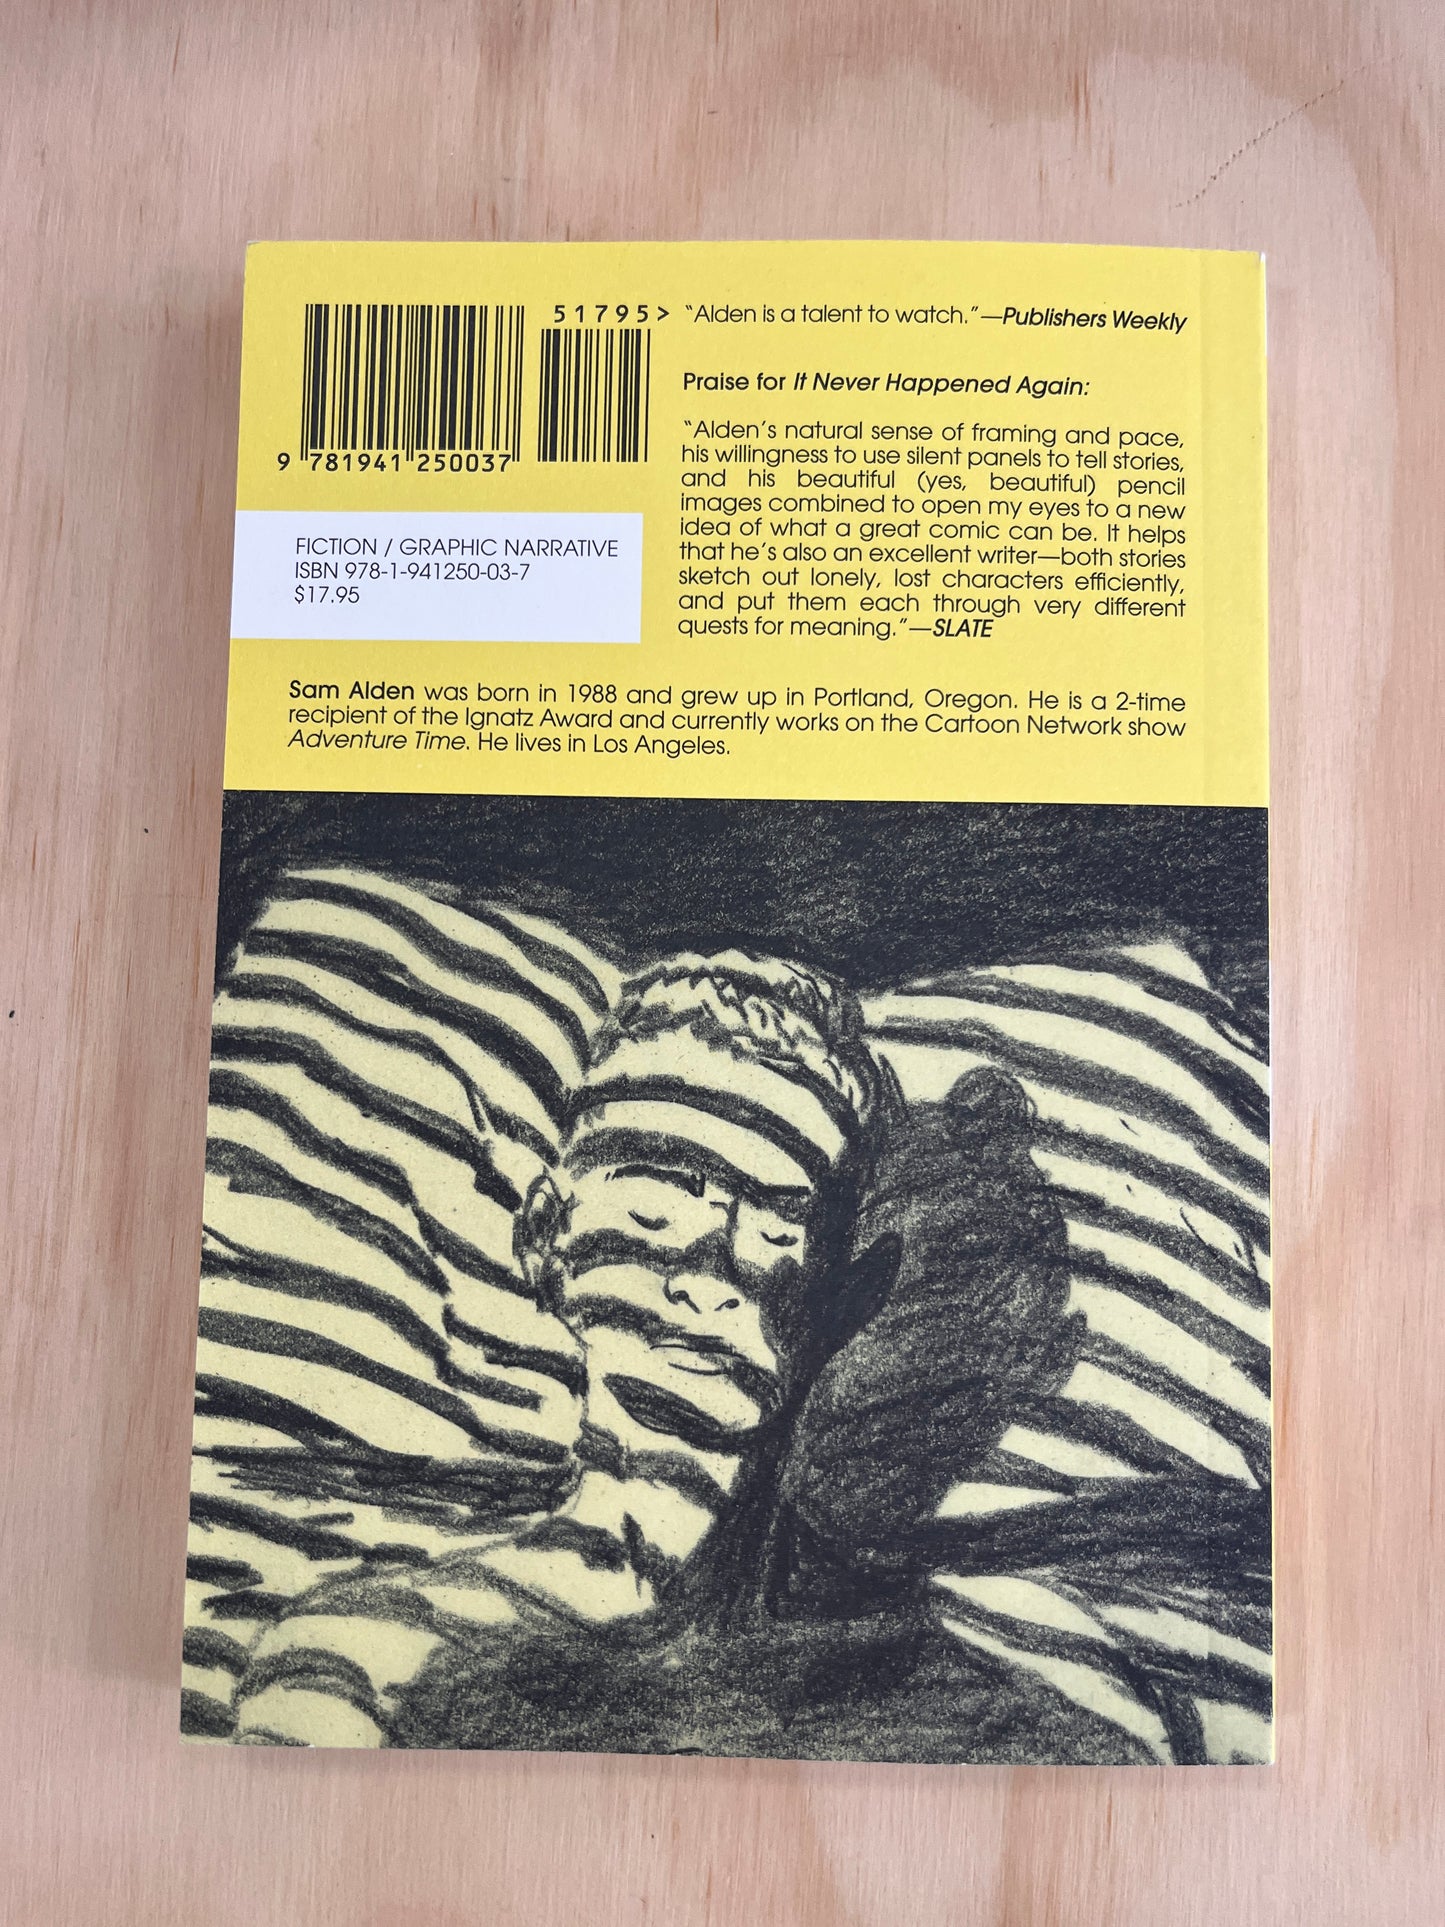 51795>
9 781941 250037
FICTION / GRAPHIC NARRATIVE
ISBN 978-1-941250-03-7
$17.95
“Alden is a talent to watch.”—Publishers Weekly
Praise for It Never Happened Again:
“Alden’s natural sense of framing and pace,
his willingness to use silent panels to tell stories,
and his beautiful (yes, beautiful) pencil
images combined to open my eyes to a new
idea of what a great comic can be. It helps
that he’s also an excellent writer—both stories
sketch out lonely, lost characters efficiently,
and put them each through very different
quests for meaning.”—SLATE
Sam Alden was born in 1988 and grew up in Portland, Oregon. He is a 2-time
recipient of the Ignatz Award and currently works on the Cartoon Network show
Adventure Time. He lives in Los Angeles.